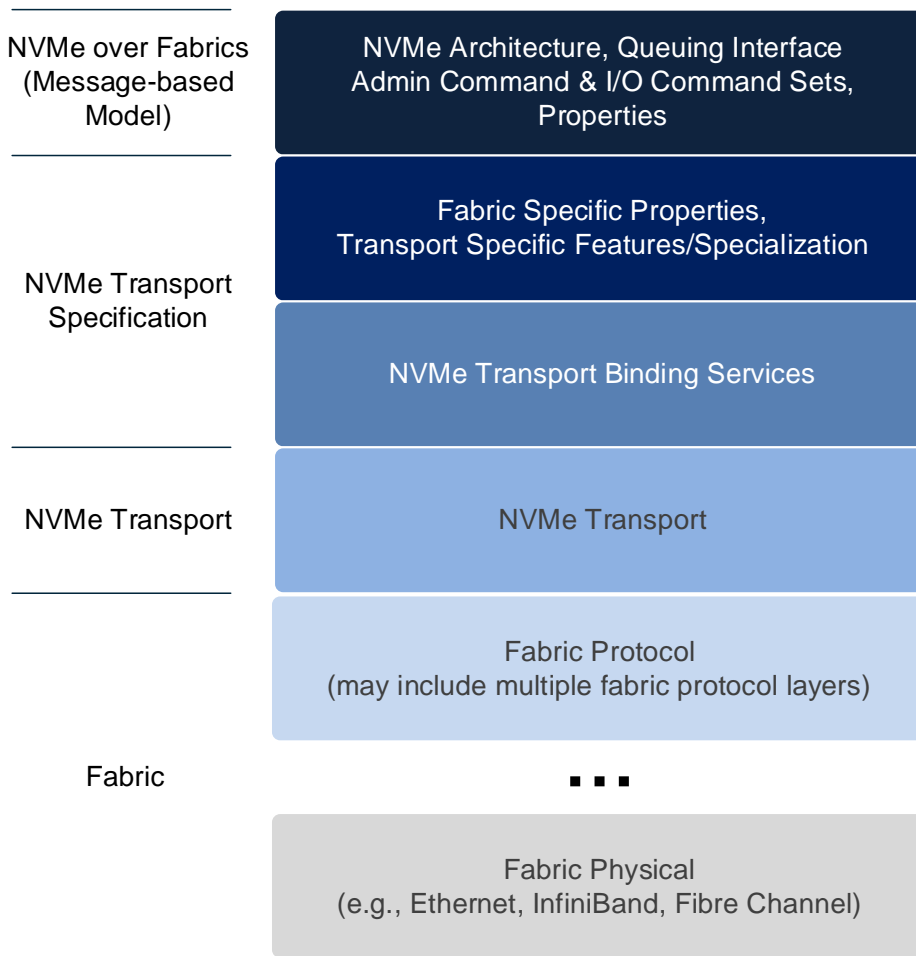 NVMe over Fabrics
(Message-based
Model)
NVMe Architecture, Queuing Interface
Admin Command & I/O Command Sets,
Properties
NVMe Transport
Specification
Fabric Specific Properties,
Transport Specific Features/Specialization
NVMe Transport Binding Services
NVMe Transport
NVMe Transport
Fabric
Fabric Protocol
(may include multiple fabric protocol layers)
...
Fabric Physical
(e.g., Ethernet, InfiniBand, Fibre Channel)